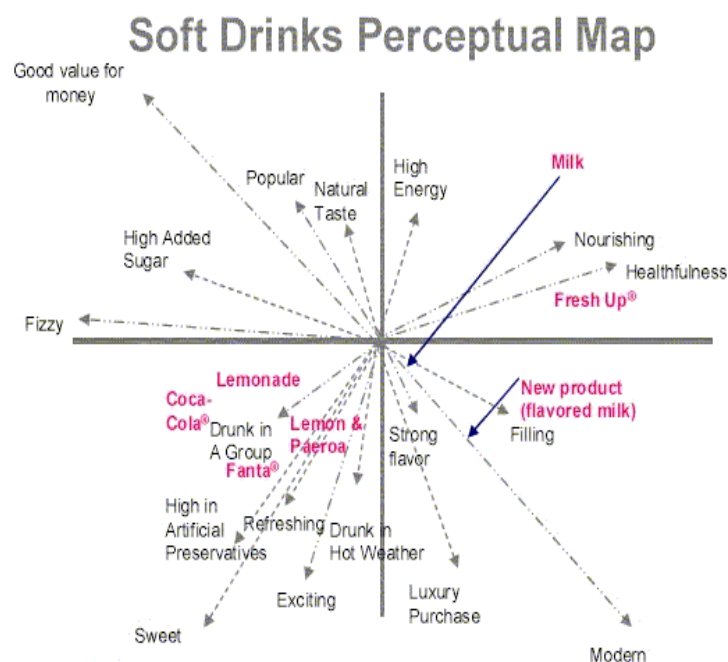 Soft Drinks Perceptual Map
Good value for
money
Milk
Popular
Natural
Taste
High
Energy
High Added
Sugar
Nourishing
Healthfulness
Fresh Up®
Fizzy
Lemonade
Coca-
Cola®
Drunk in
A Group
Lemon &
Paeroa
Fanta®
Strong
flavor
New product
(flavored milk)
Filling
High in
Artificial
Preservatives
Refreshing
Drunk in
Hot Weather
Exciting
Luxury
Purchase
Sweet
Modern